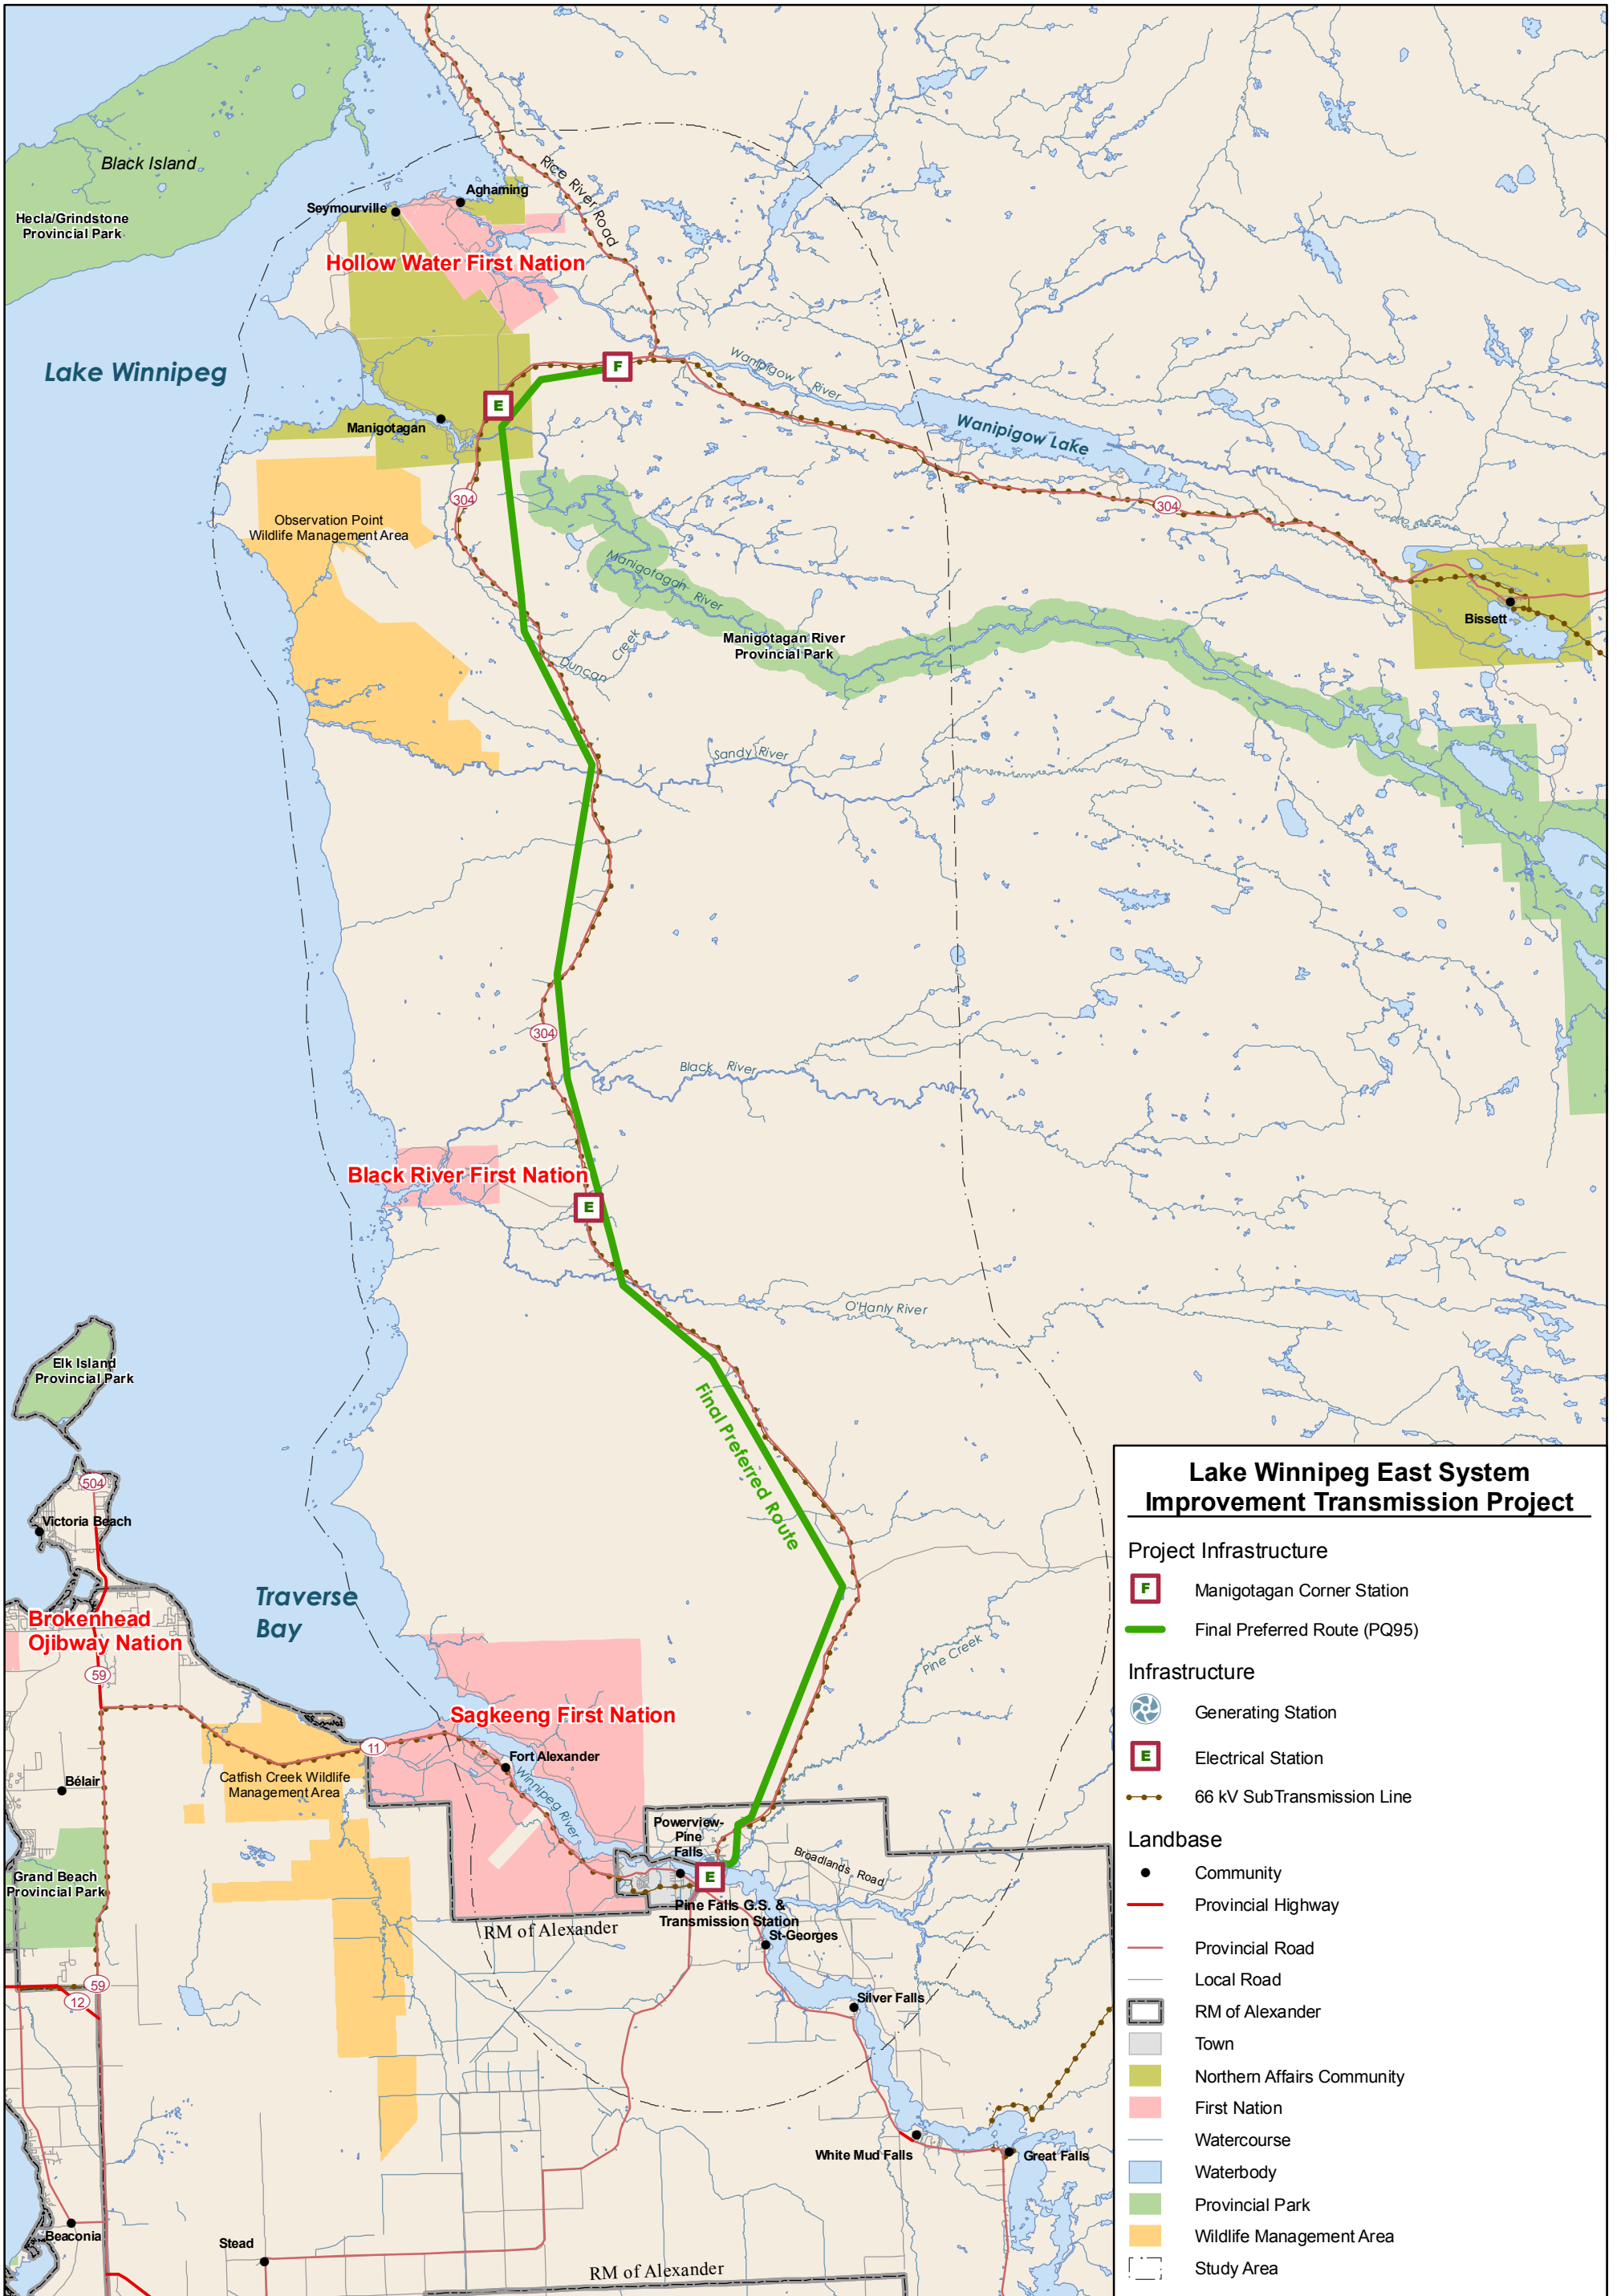 Black Island
Hecla/Grindstone
Provincial Park
Rice River Road
Aghaming
Seymourville
Hollow Water First Nation
Lake Winnipeg
F
E
Wanipigow River
Wanipigow Lake
Manigotagan
304
304
Observation Point
Wildlife Management Area
Manigotagan River
Manigotagan River
Provincial Park
Bissett
Duncan Creek
Sandy River
304
Black River
Black River First Nation
E
O'Hanly River
Elk Island
Provincial Park
Final Preferred Route
504
Victoria Beach
Traverse
Bay
Brokenhead
Ojibway Nation
59
Pine Creek
Sagkeeng First Nation
11
Fort Alexander
Winnipeg River
Catfish Creek Wildlife
Management Area
Bélair
Powerview-
Pine
Falls
Broadlands Road
E
Grand Beach
Provincial Park
Pine Falls G.S. &
Transmission Station
RM of Alexander
St-Georges
59
12
Silver Falls
White Mud Falls
Great Falls
Beaconia
Stead
RM of Alexander
Lake Winnipeg East System
Improvement Transmission Project
Project Infrastructure
F Manigotagan Corner Station
Final Preferred Route (PQ95)
Infrastructure
Generating Station
E Electrical Station
66 kV SubTransmission Line
Landbase
Community
Provincial Highway
Provincial Road
Local Road
RM of Alexander
Town
Northern Affairs Community
First Nation
Watercourse
Waterbody
Provincial Park
Wildlife Management Area
Study Area